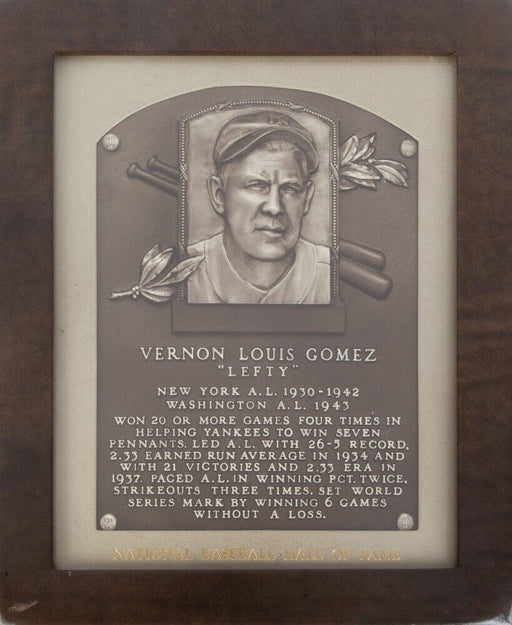 VERNON LOUIS GOMEZ
"LEFTY"
NEW YORK A.L. 1930-1942
WASHINGTON A.L. 1943
WON 20 OR MORE GAMES FOUR TIMES IN
HELPING YANKEES TO WIN SEVEN
PENNANTS. LED A.L. WITH 26-5 RECORD,
2.33 EARNED RUN AVERAGE IN 1934 AND
WITH 21 VICTORIES AND 2.33 ERA IN
1937. PACED A.L. IN WINNING PCT. TWICE,
STRIKEOUTS THREE TIMES. SET WORLD
SERIES MARK BY WINNING 6 GAMES
WITHOUT A LOSS.
NATIONAL BASEBALL HALL OF FAME